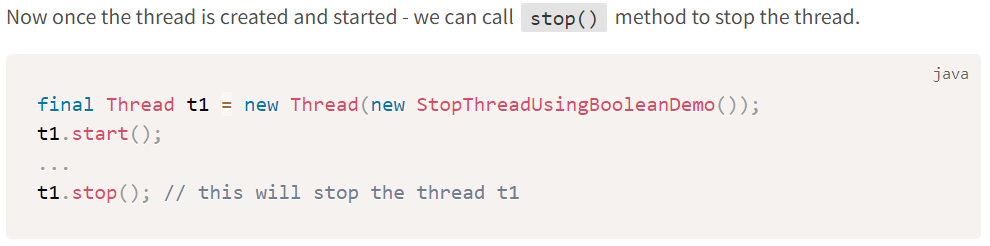 Now once the thread is created and started - we can call stop() method to stop the thread.
java
final Thread t1 = new Thread(new StopThreadUsingBooleanDemo());
t1.start();
...
t1.stop(); // this will stop the thread t1